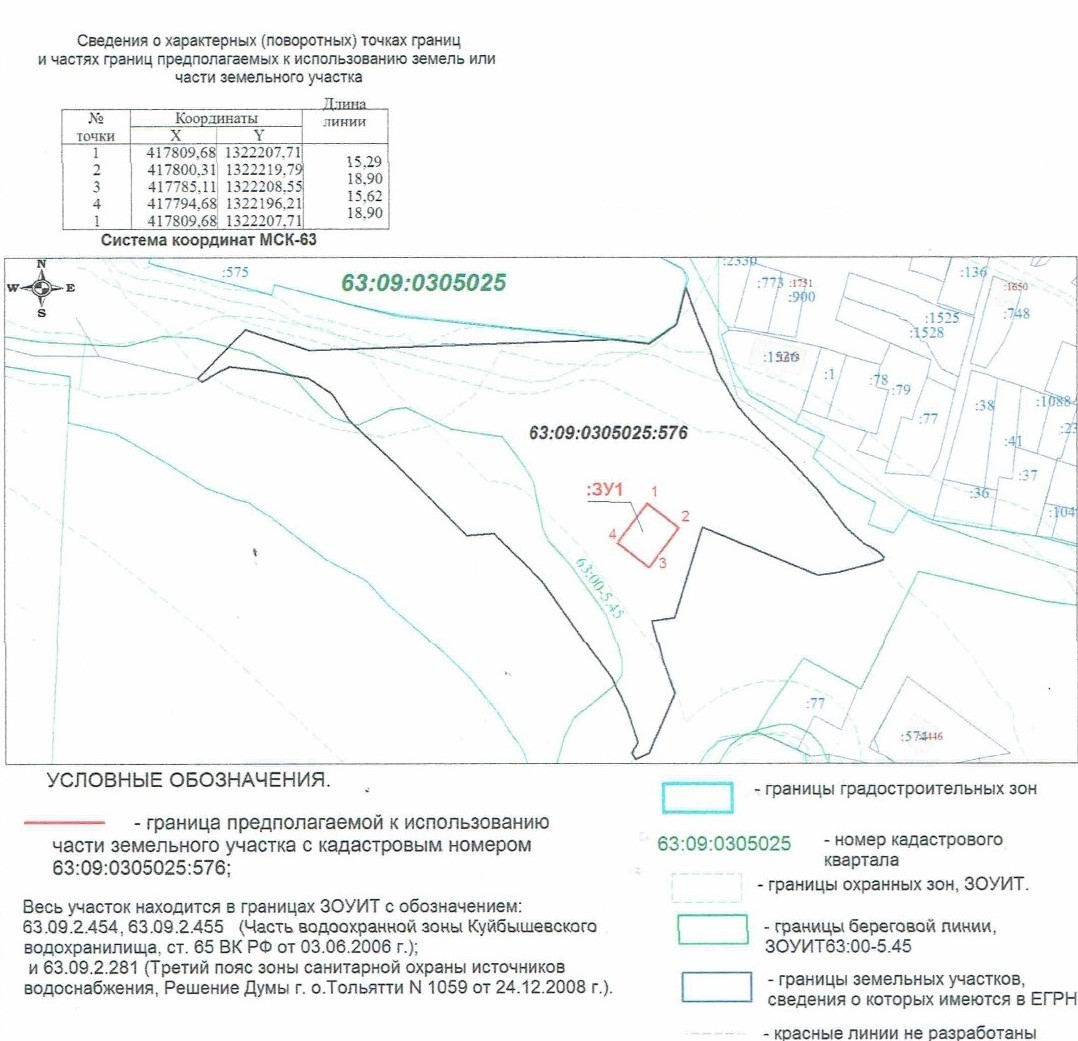 Сведения о характерных (поворотных) точках границ
и частях границ предполагаемых к использованию земель или
части земельного участка
№ точки Координаты Длина линии
X Y
1 417809,68 1322207,71
15,29
2 417800,31 1322219,79
18,90
3 417785,11 1322208,55
15,62
4 417794,68 1322196,21
18,90
1 417809,68 1322207,71
Система координат МСК-63
N
W E
S
:575
63:09:0305025
:2330
:773
:1731
:900
:136
:1650
:748
:1525
:1528
:1
:78
:79
:77
:38
:1088
:41
:37
:36
:104
63:09:0305025:576
:ЗУ1
1
2
3
4
63:00-5.45
:77
:574
УСЛОВНЫЕ ОБОЗНАЧЕНИЯ.
- граница предполагаемой к использованию
части земельного участка с кадастровым номером
63:09:0305025:576;
Весь участок находится в границах ЗОУИТ с обозначением:
63.09.2.454, 63.09.2.455 (Часть водоохранной зоны Куйбышевского
водохранилища, ст. 65 ВК РФ от 03.06.2006 г.);
и 63.09.2.281 (Третий пояс зоны санитарной охраны источников
водоснабжения, Решение Думы г. о.Тольятти N 1059 от 24.12.2008 г.).
- границы градостроительных зон
63:09:0305025 - номер кадастрового
квартала
- границы охранных зон, ЗОУИТ.
- границы береговой линии,
ЗОУИТ63:00-5.45
- границы земельных участков,
сведения о которых имеются в ЕГРН
- красные линии не разработаны